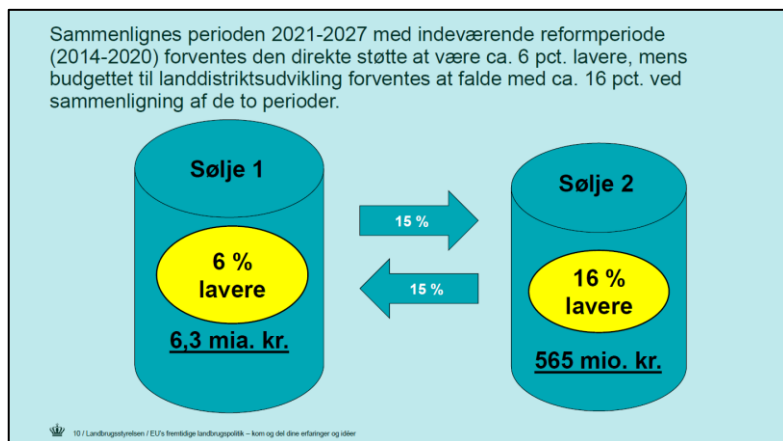 Sammenlignes perioden 2021-2027 med indeværende reformperiode
(2014-2020) forventes den direkte støtte at være ca. 6 pct. lavere, mens
budgettet til landdistriktsudvikling forventes at falde med ca. 16 pct. ved
sammenligning af de to perioder.
Søjle 1
Søjle 2
15 %
15 %
6 %
lavere
16 %
lavere
6,3 mia. kr.
565 mio. kr.
10 / Landbrugsstyrelsen / EU's fremtidige landbrugspolitik – kom og del dine erfaringer og idéer